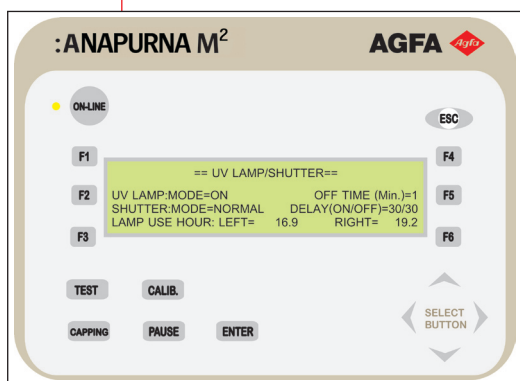 :ANAPURNA M²
AGFA Agfa
ON-LINE
ESC
F1
F4
== UV LAMP/SHUTTER==
F2
UV LAMP:MODE=ON OFF TIME (Min.)=1
F5
SHUTTER:MODE=NORMAL DELAY(ON/OFF)=30/30
F3
LAMP USE HOUR: LEFT= 16.9 RIGHT= 19.2
F6
TEST
CALIB.
CAPPING
PAUSE
ENTER
SELECT
BUTTON